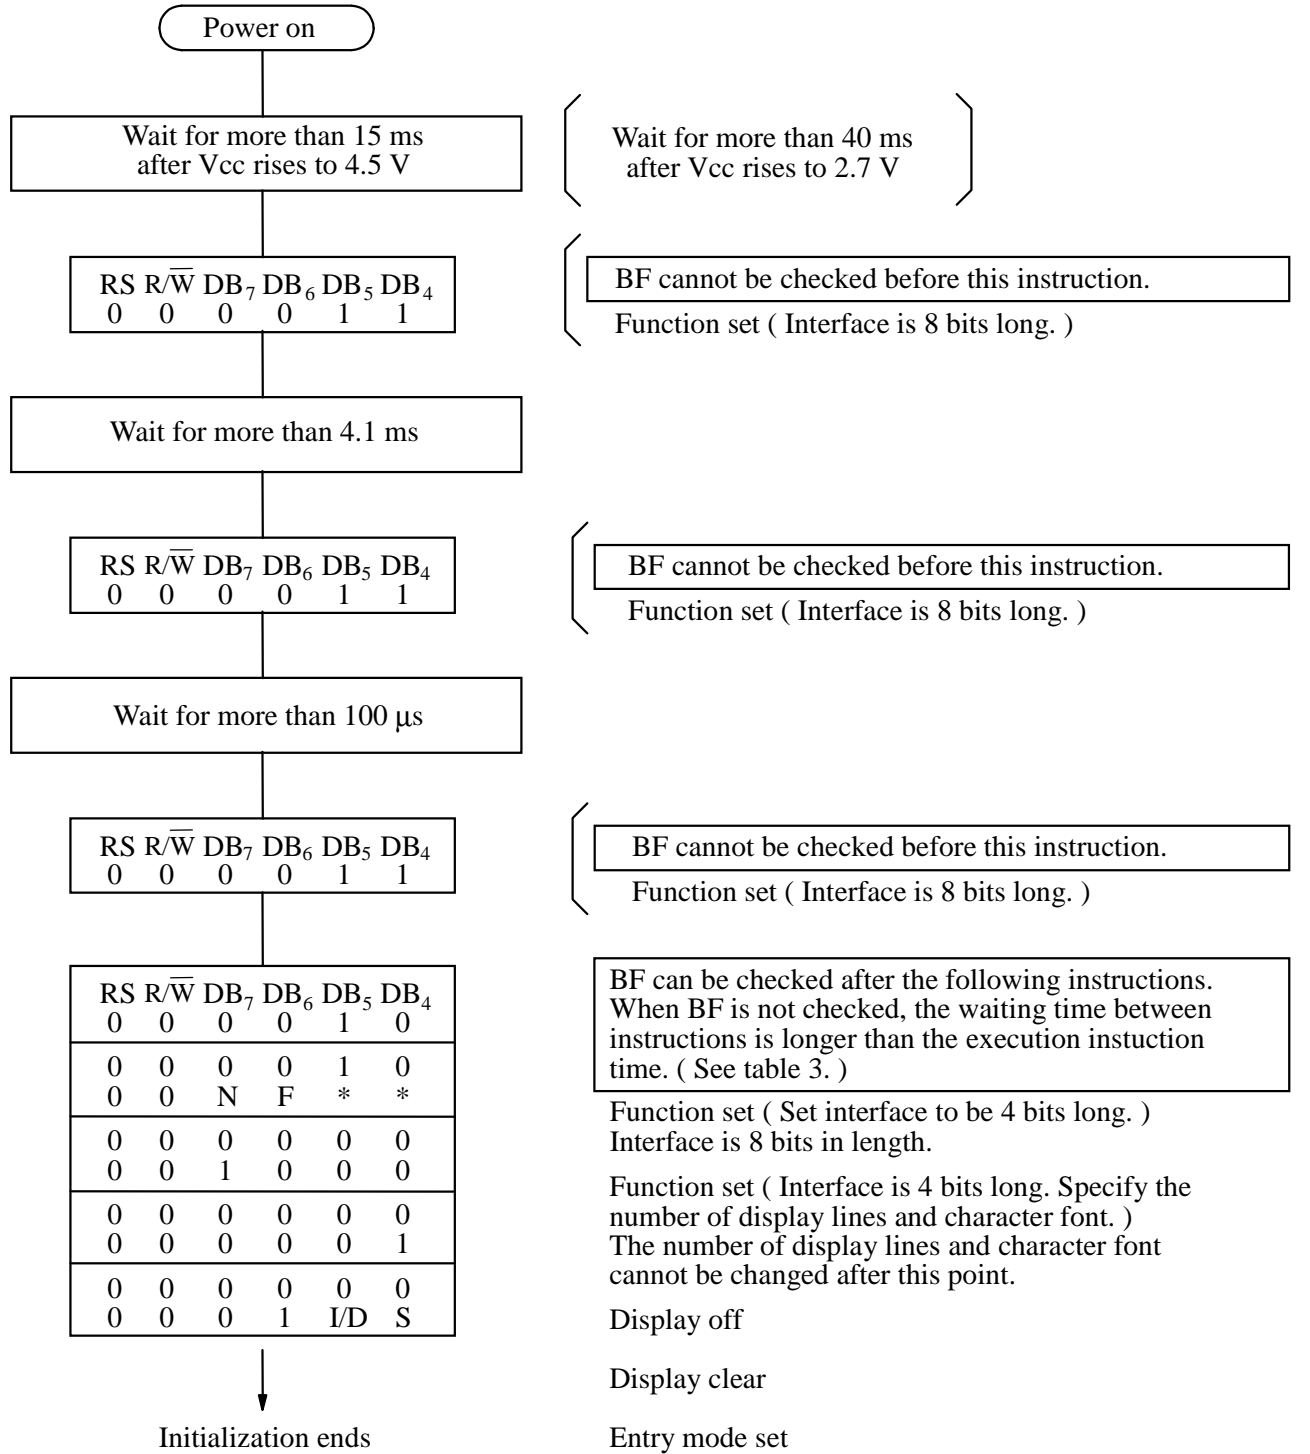 Power on
Wait for more than 15 ms
after Vcc rises to 4.5 V
Wait for more than 40 ms
after Vcc rises to 2.7 V
RS R/W̅ DB₇ DB₆ DB₅ DB₄
0 0 0 0 1 1
BF cannot be checked before this instruction.
Function set ( Interface is 8 bits long. )
Wait for more than 4.1 ms
RS R/W̅ DB₇ DB₆ DB₅ DB₄
0 0 0 0 1 1
BF cannot be checked before this instruction.
Function set ( Interface is 8 bits long. )
Wait for more than 100 µs
RS R/W̅ DB₇ DB₆ DB₅ DB₄
0 0 0 0 1 1
BF cannot be checked before this instruction.
Function set ( Interface is 8 bits long. )
RS R/W̅ DB₇ DB₆ DB₅ DB₄
0 0 0 0 1 0
0 0 0 0 1 0
0 0 N F * *
0 0 0 0 0 0
0 0 1 0 0 0
0 0 0 0 0 0
0 0 0 0 0 1
0 0 0 0 0 0
0 0 0 1 I/D S
Initialization ends
BF can be checked after the following instructions.
When BF is not checked, the waiting time between
instructions is longer than the execution instuction
time. ( See table 3. )
Function set ( Set interface to be 4 bits long. )
Interface is 8 bits in length.
Function set ( Interface is 4 bits long. Specify the
number of display lines and character font. )
The number of display lines and character font
cannot be changed after this point.
Display off
Display clear
Entry mode set